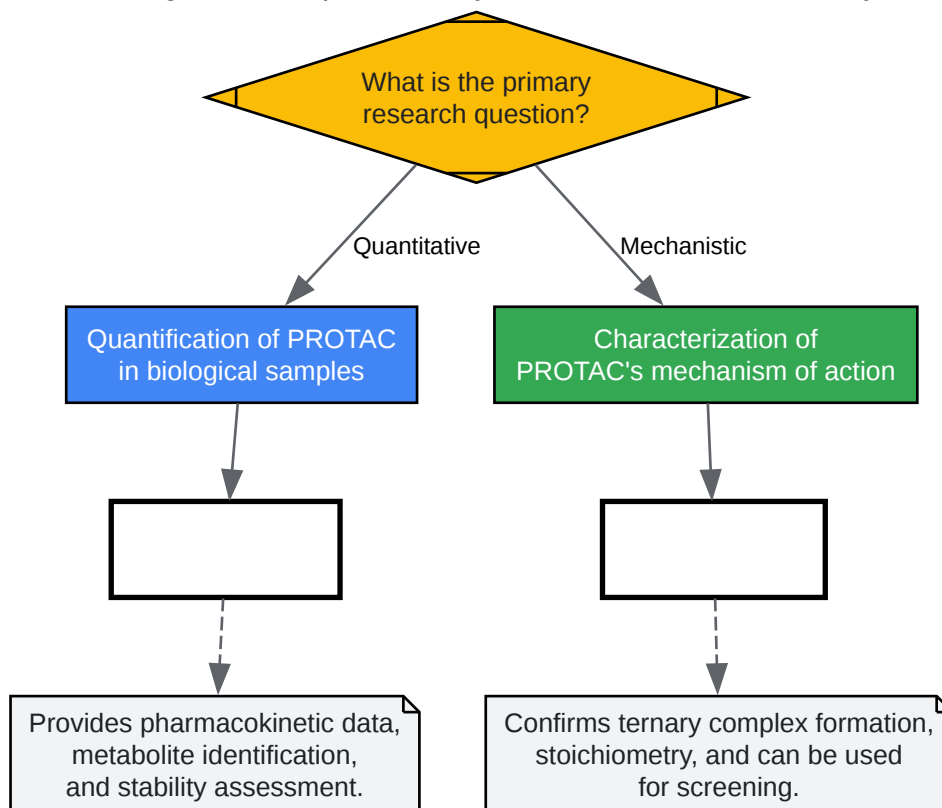 What is the primary
research question?
Quantitative
Mechanistic
Quantification of PROTAC
in biological samples
Characterization of
PROTAC's mechanism of action
Provides pharmacokinetic data,
metabolite identification,
and stability assessment.
Confirms ternary complex formation,
stoichiometry, and can be used
for screening.